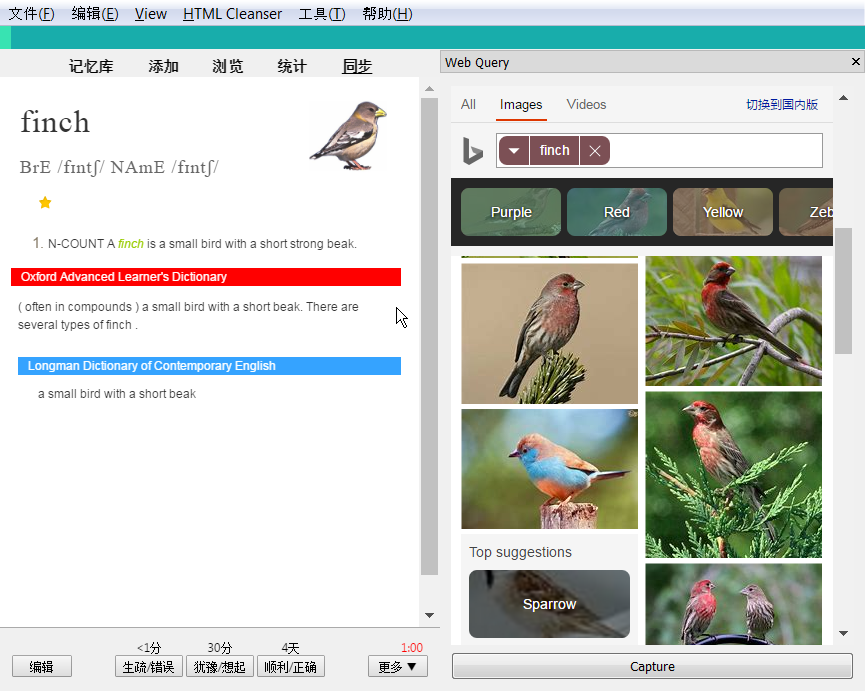 文件(F) 编辑(E) View HTML Cleanser 工具(T) 帮助(H)
记忆库 添加 浏览 统计 同步
finch
BrE /fɪntʃ/ NAmE /fɪntʃ/
1. N-COUNT A finch is a small bird with a short strong beak.
Oxford Advanced Learner's Dictionary
( often in compounds ) a small bird with a short beak. There are
several types of finch .
Longman Dictionary of Contemporary English
a small bird with a short beak
<1分 30分 4天 1:00
编辑 生疏/错误 犹豫/想起 顺利/正确 更多 ▼
Web Query ×
All Images Videos 切换到国内版
finch
Purple Red Yellow Zeb
Top suggestions
Sparrow
Capture